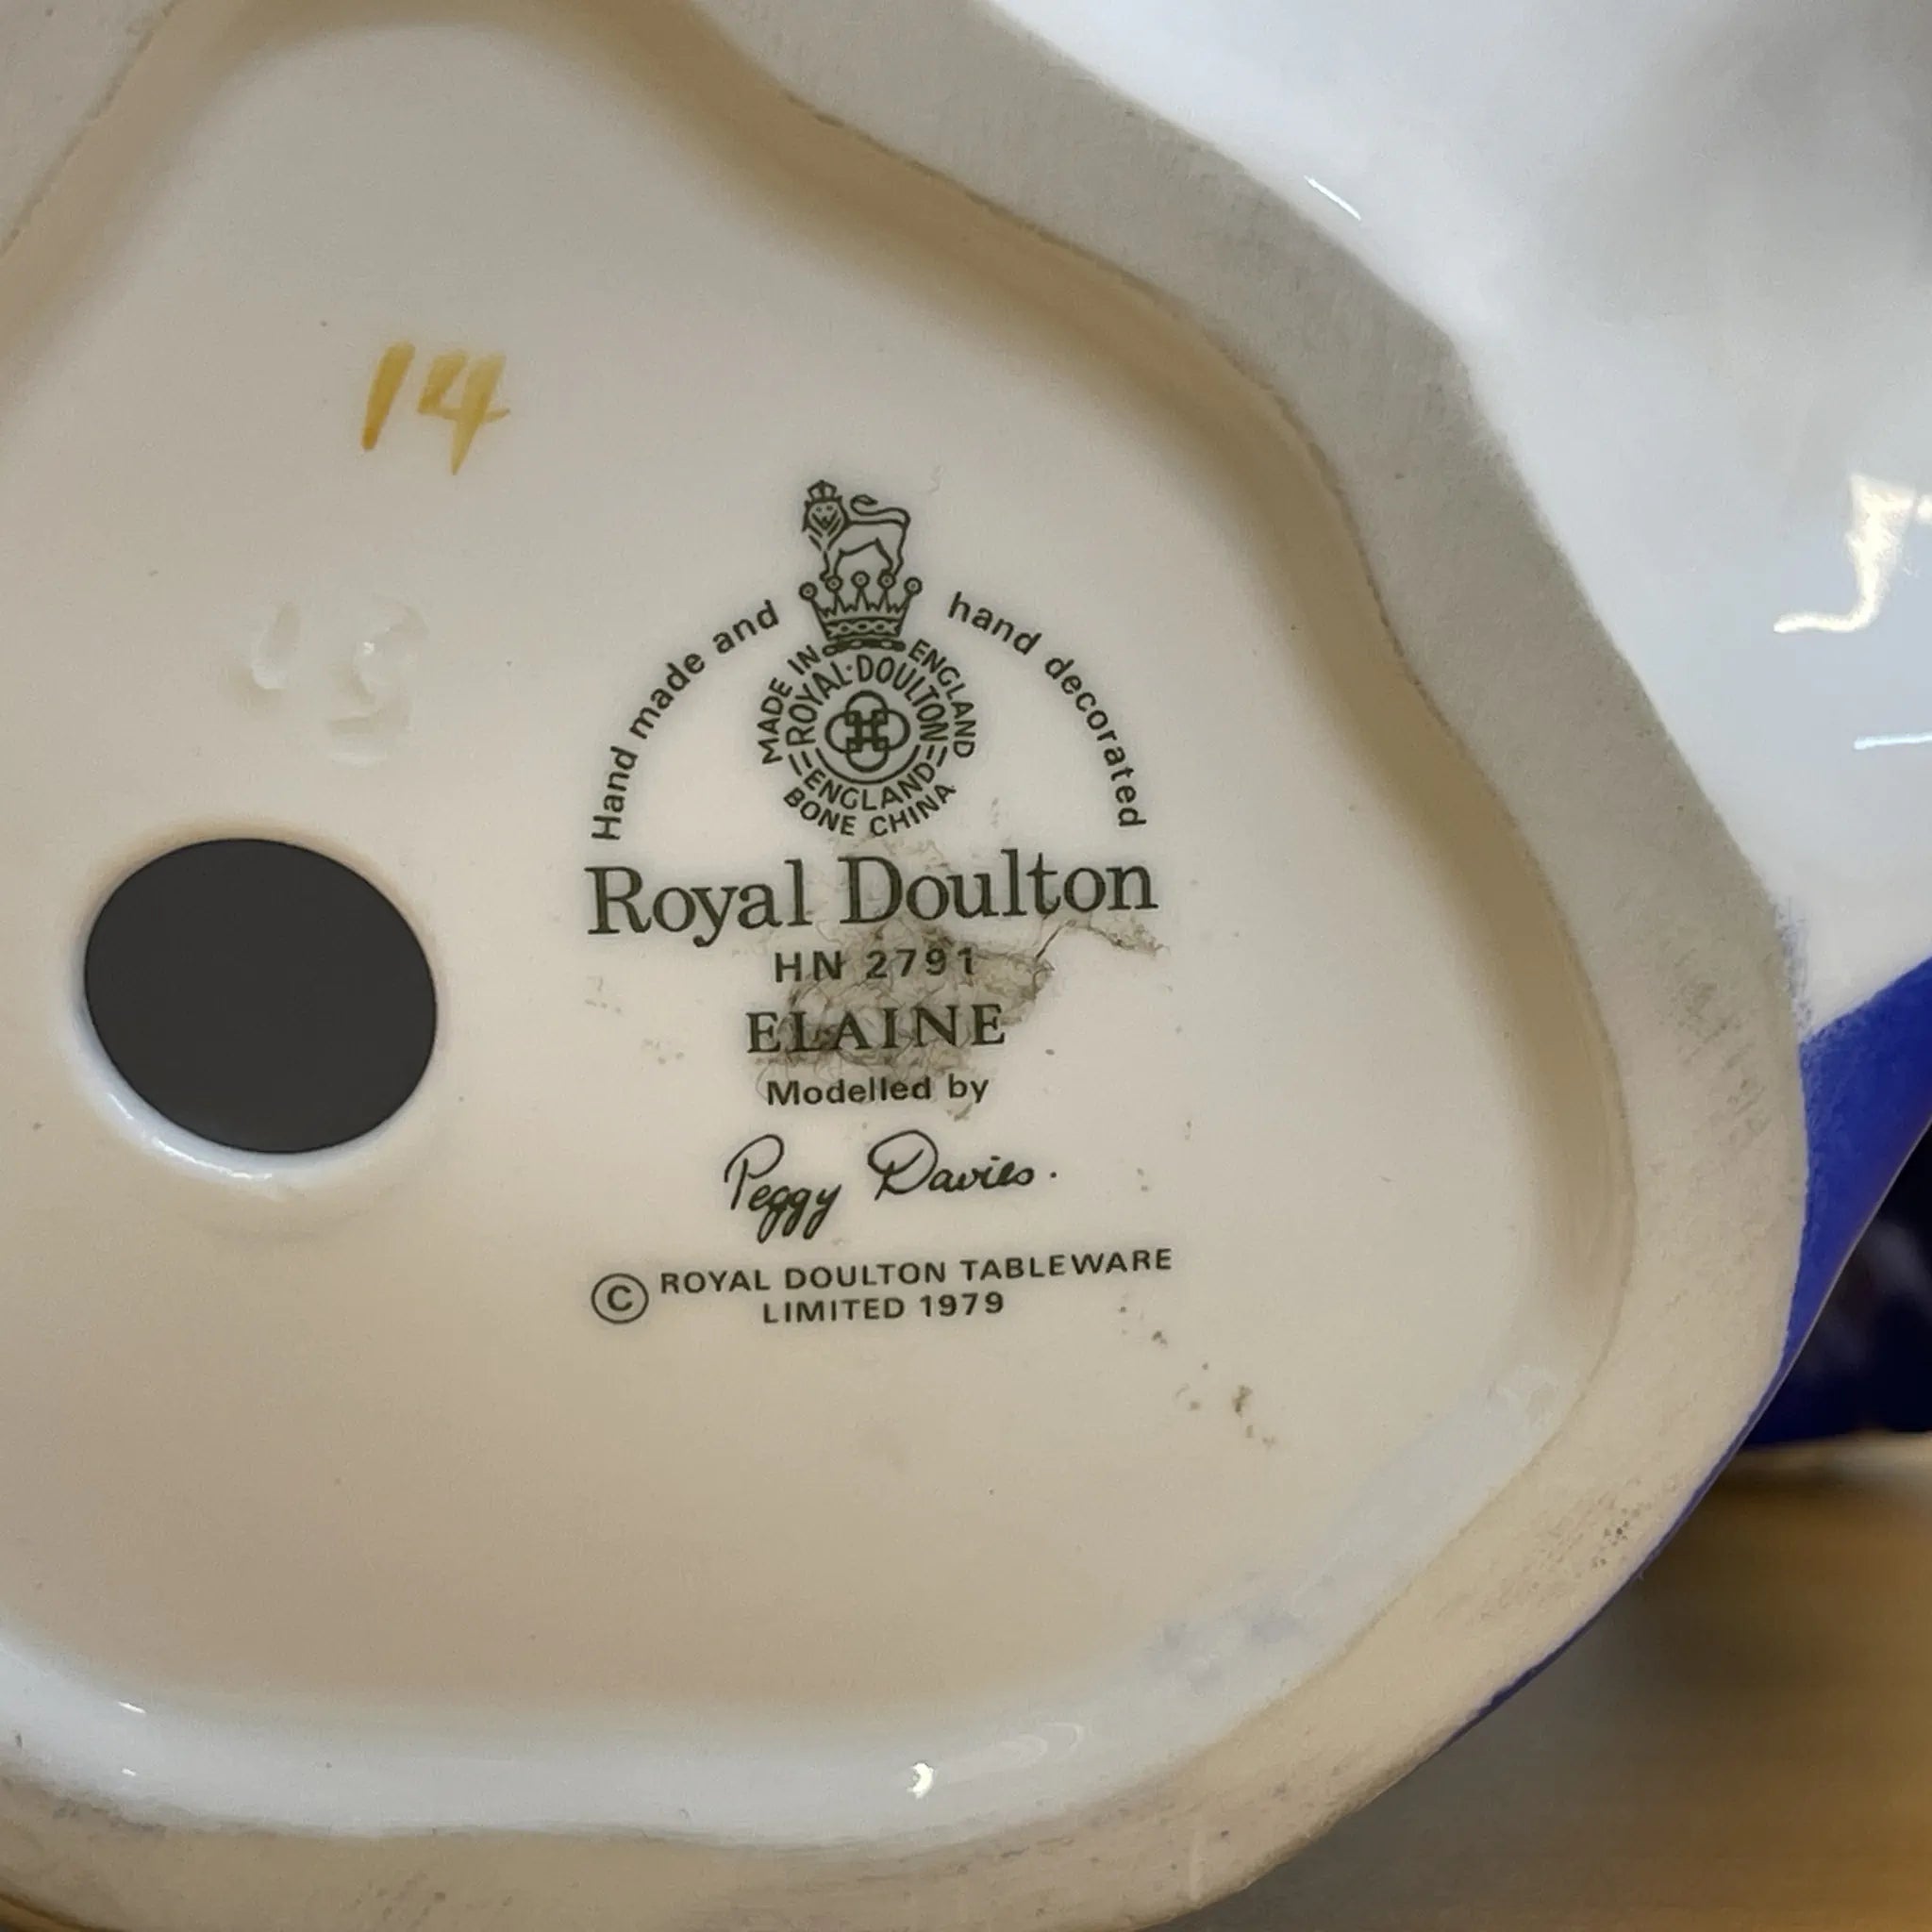 14
Hand made and hand decorated
MADE IN ENGLAND
ROYAL·DOULTON
ENGLAND
BONE CHINA
Royal Doulton
HN 2791
ELAINE
Modelled by
Peggy Davies.
© ROYAL DOULTON TABLEWARE
LIMITED 1979